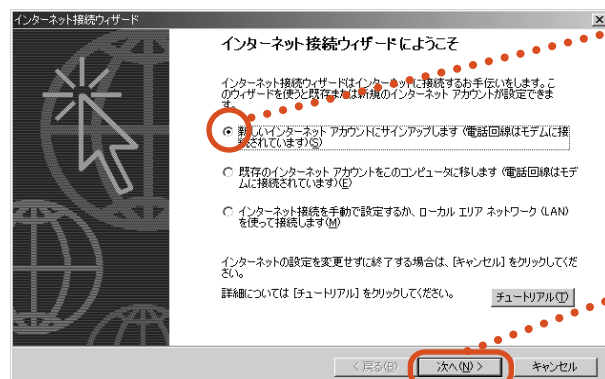 インターネット接続ウィザード
インターネット接続ウィザードにようこそ
インターネット接続ウィザードはインターネットに接続するお手伝いをします。こ
のウィザードを使うと既存または新規のインターネット アカウントが設定できま
す。
新しいインターネット アカウントにサインアップします (電話回線はモデムに接
続されています)(S)
既存のインターネット アカウントをこのコンピュータに移します (電話回線はモデ
ムに接続されています)(E)
インターネット接続を手動で設定するか、ローカル エリア ネットワーク (LAN)
を使って接続します(M)
インターネットの設定を変更せずに終了する場合は、[キャンセル] をクリックしてくだ
さい。
詳細については [チュートリアル] をクリックしてください。
チュートリアル(T)
< 戻る(B)
次へ(N) >
キャンセル